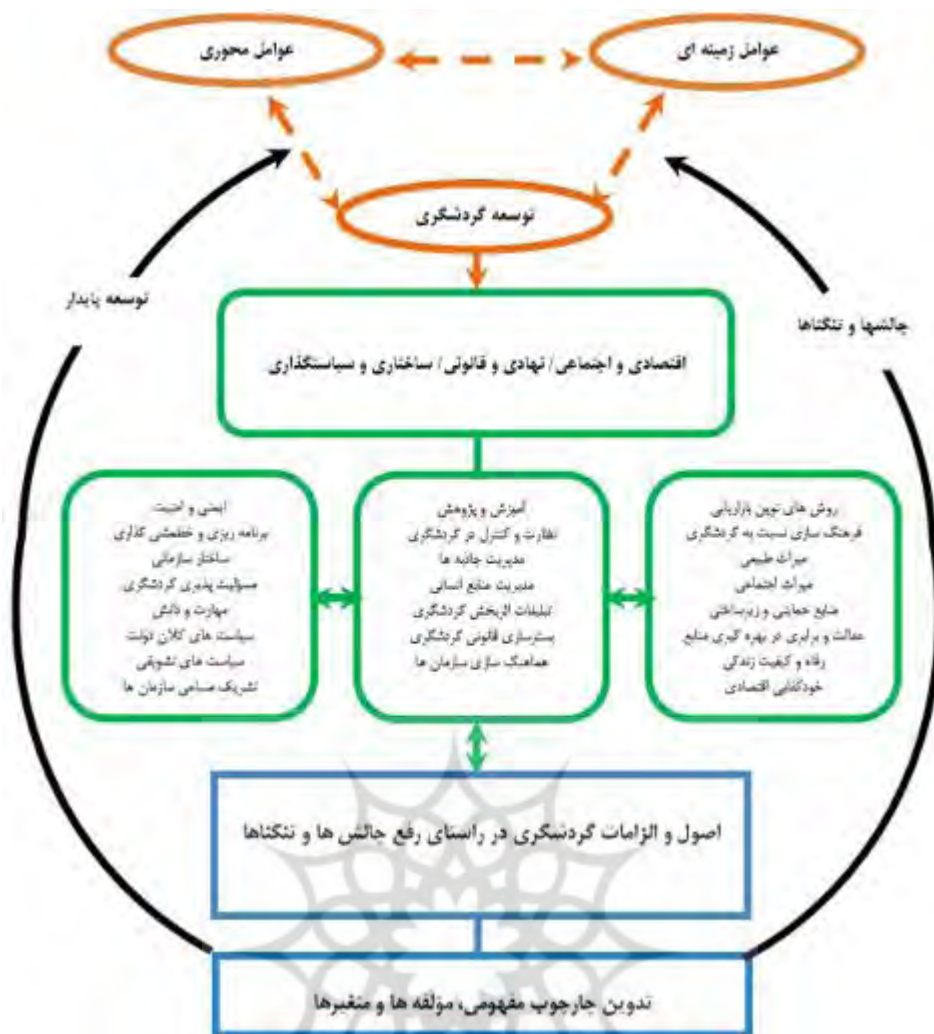 عوامل زمینه ای
عوامل محوری
توسعه گردشگری
توسعه پایدار
چالشها و تنگناها
اقتصادی و اجتماعی/ نهادی و قانونی/ ساختاری و سیاستگذاری
روش های نوین بازاریابی
فرهنگ سازی نسبت به گردشگری
میراث طبیعی
میراث اجتماعی
منابع حمایتی و زیرساختی
عدالت و برابری در بهره گیری منابع
رفاه و کیفیت زندگی
خودکفایی اقتصادی
آموزش و پژوهش
نظارت و کنترل در گردشگری
مدیریت جاذبه ها
مدیریت منابع انسانی
تبلیغات اثربخش گردشگری
بسترسازی قانونی گردشگری
هماهنگ سازی سازمان ها
ایمنی و امنیت
برنامه ریزی و خطمشی گذاری
ساختار سازمانی
مسئولیت پذیری گردشگری
مهارت و دانش
سیاست های کلان دولت
سیاست های تشویقی
تشریک مساعی سازمان ها
اصول و الزامات گردشگری در راستای رفع چالش ها و تنگناها
تدوین چارچوب مفهومی، مؤلفه ها و متغیرها